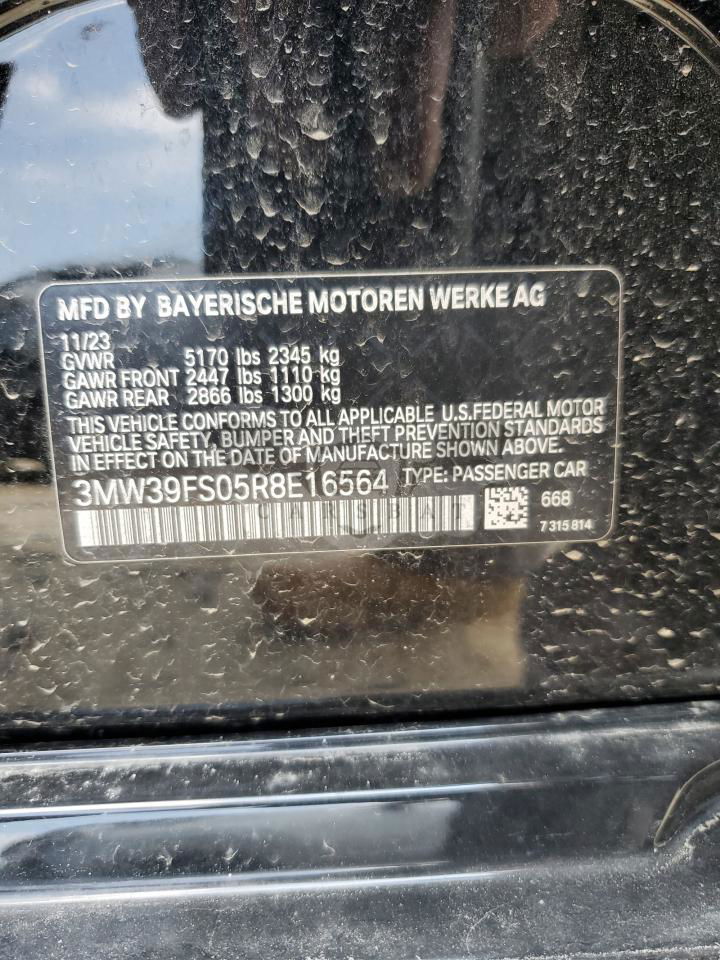 MFD BY BAYERISCHE MOTOREN WERKE AG
11/23
GVWR 5170 lbs 2345 kg
GAWR FRONT 2447 lbs 1110 kg
GAWR REAR 2866 lbs 1300 kg
THIS VEHICLE CONFORMS TO ALL APPLICABLE U.S.FEDERAL MOTOR
VEHICLE SAFETY, BUMPER AND THEFT PREVENTION STANDARDS
IN EFFECT ON THE DATE OF MANUFACTURE SHOWN ABOVE.
3MW39FS05R8E16564 TYPE: PASSENGER CAR
668
7 315 814
CARSBAT